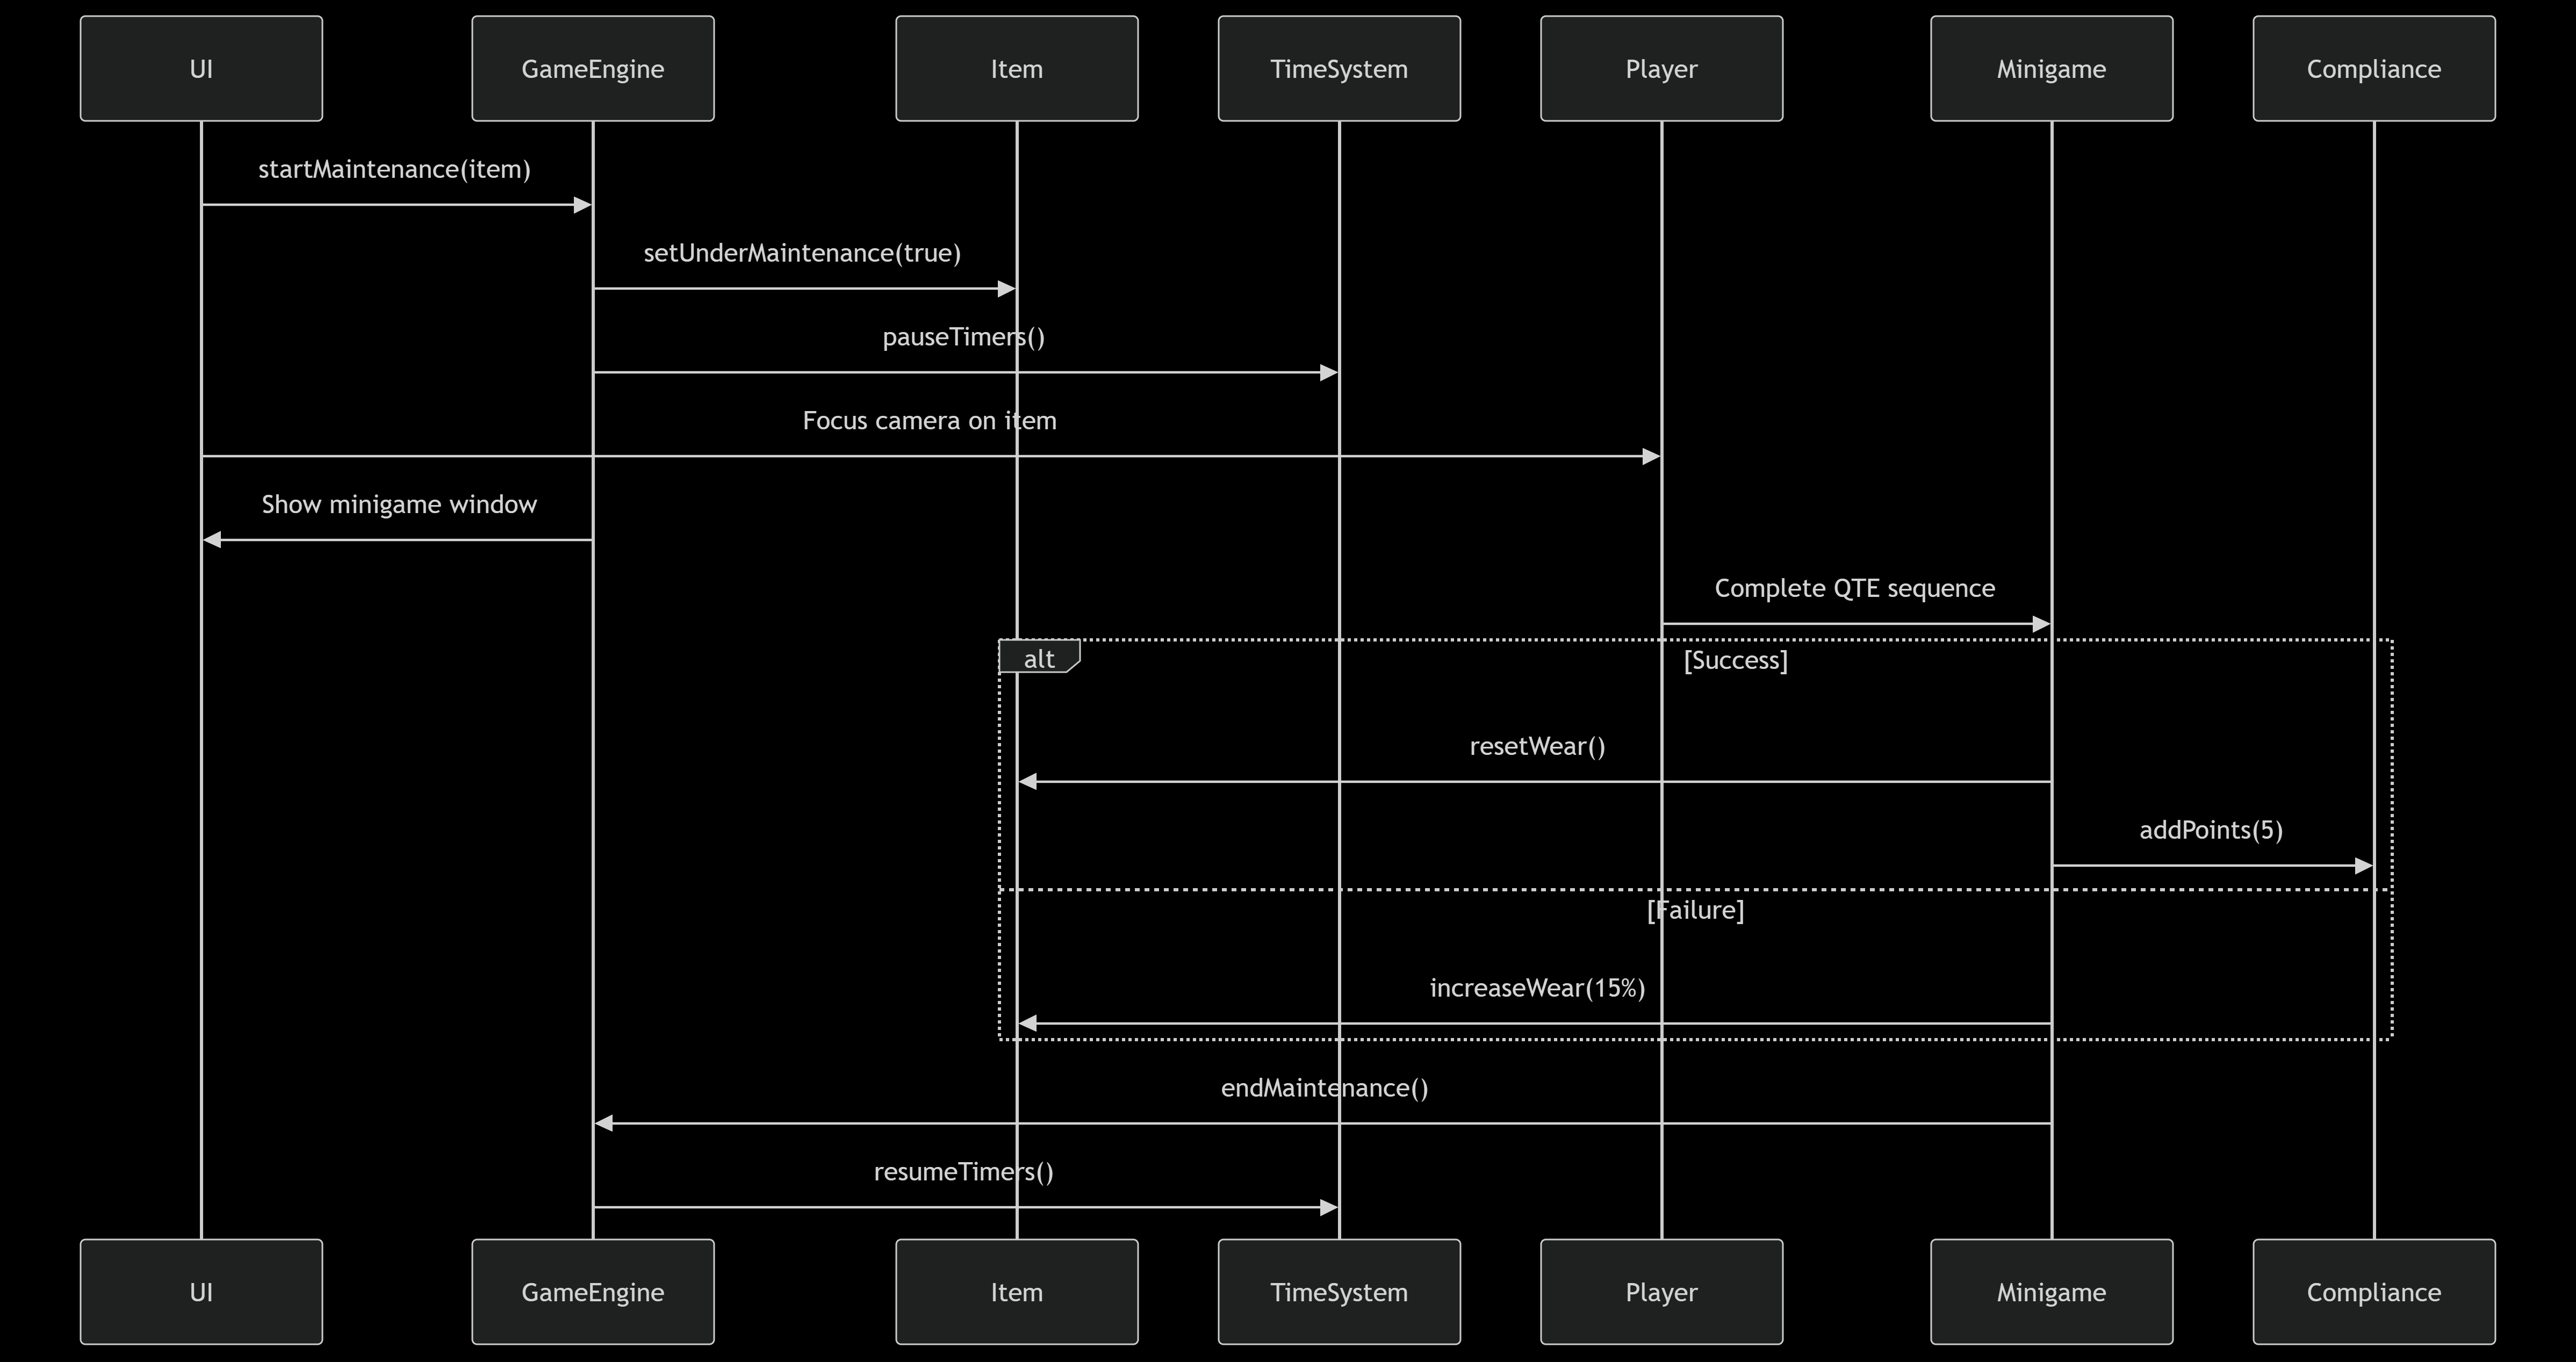 UI
GameEngine
Item
TimeSystem
Player
Minigame
Compliance
startMaintenance(item)
setUnderMaintenance(true)
pauseTimers()
Focus camera on item
Show minigame window
Complete QTE sequence
alt
[Success]
resetWear()
addPoints(5)
[Failure]
increaseWear(15%)
endMaintenance()
resumeTimers()
UI
GameEngine
Item
TimeSystem
Player
Minigame
Compliance